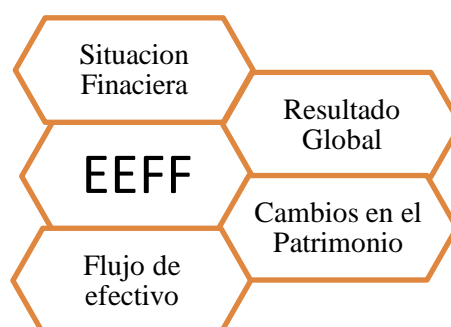 Situacion
Finaciera
Resultado
Global
EEFF
Cambios en el
Patrimonio
Flujo de
efectivo